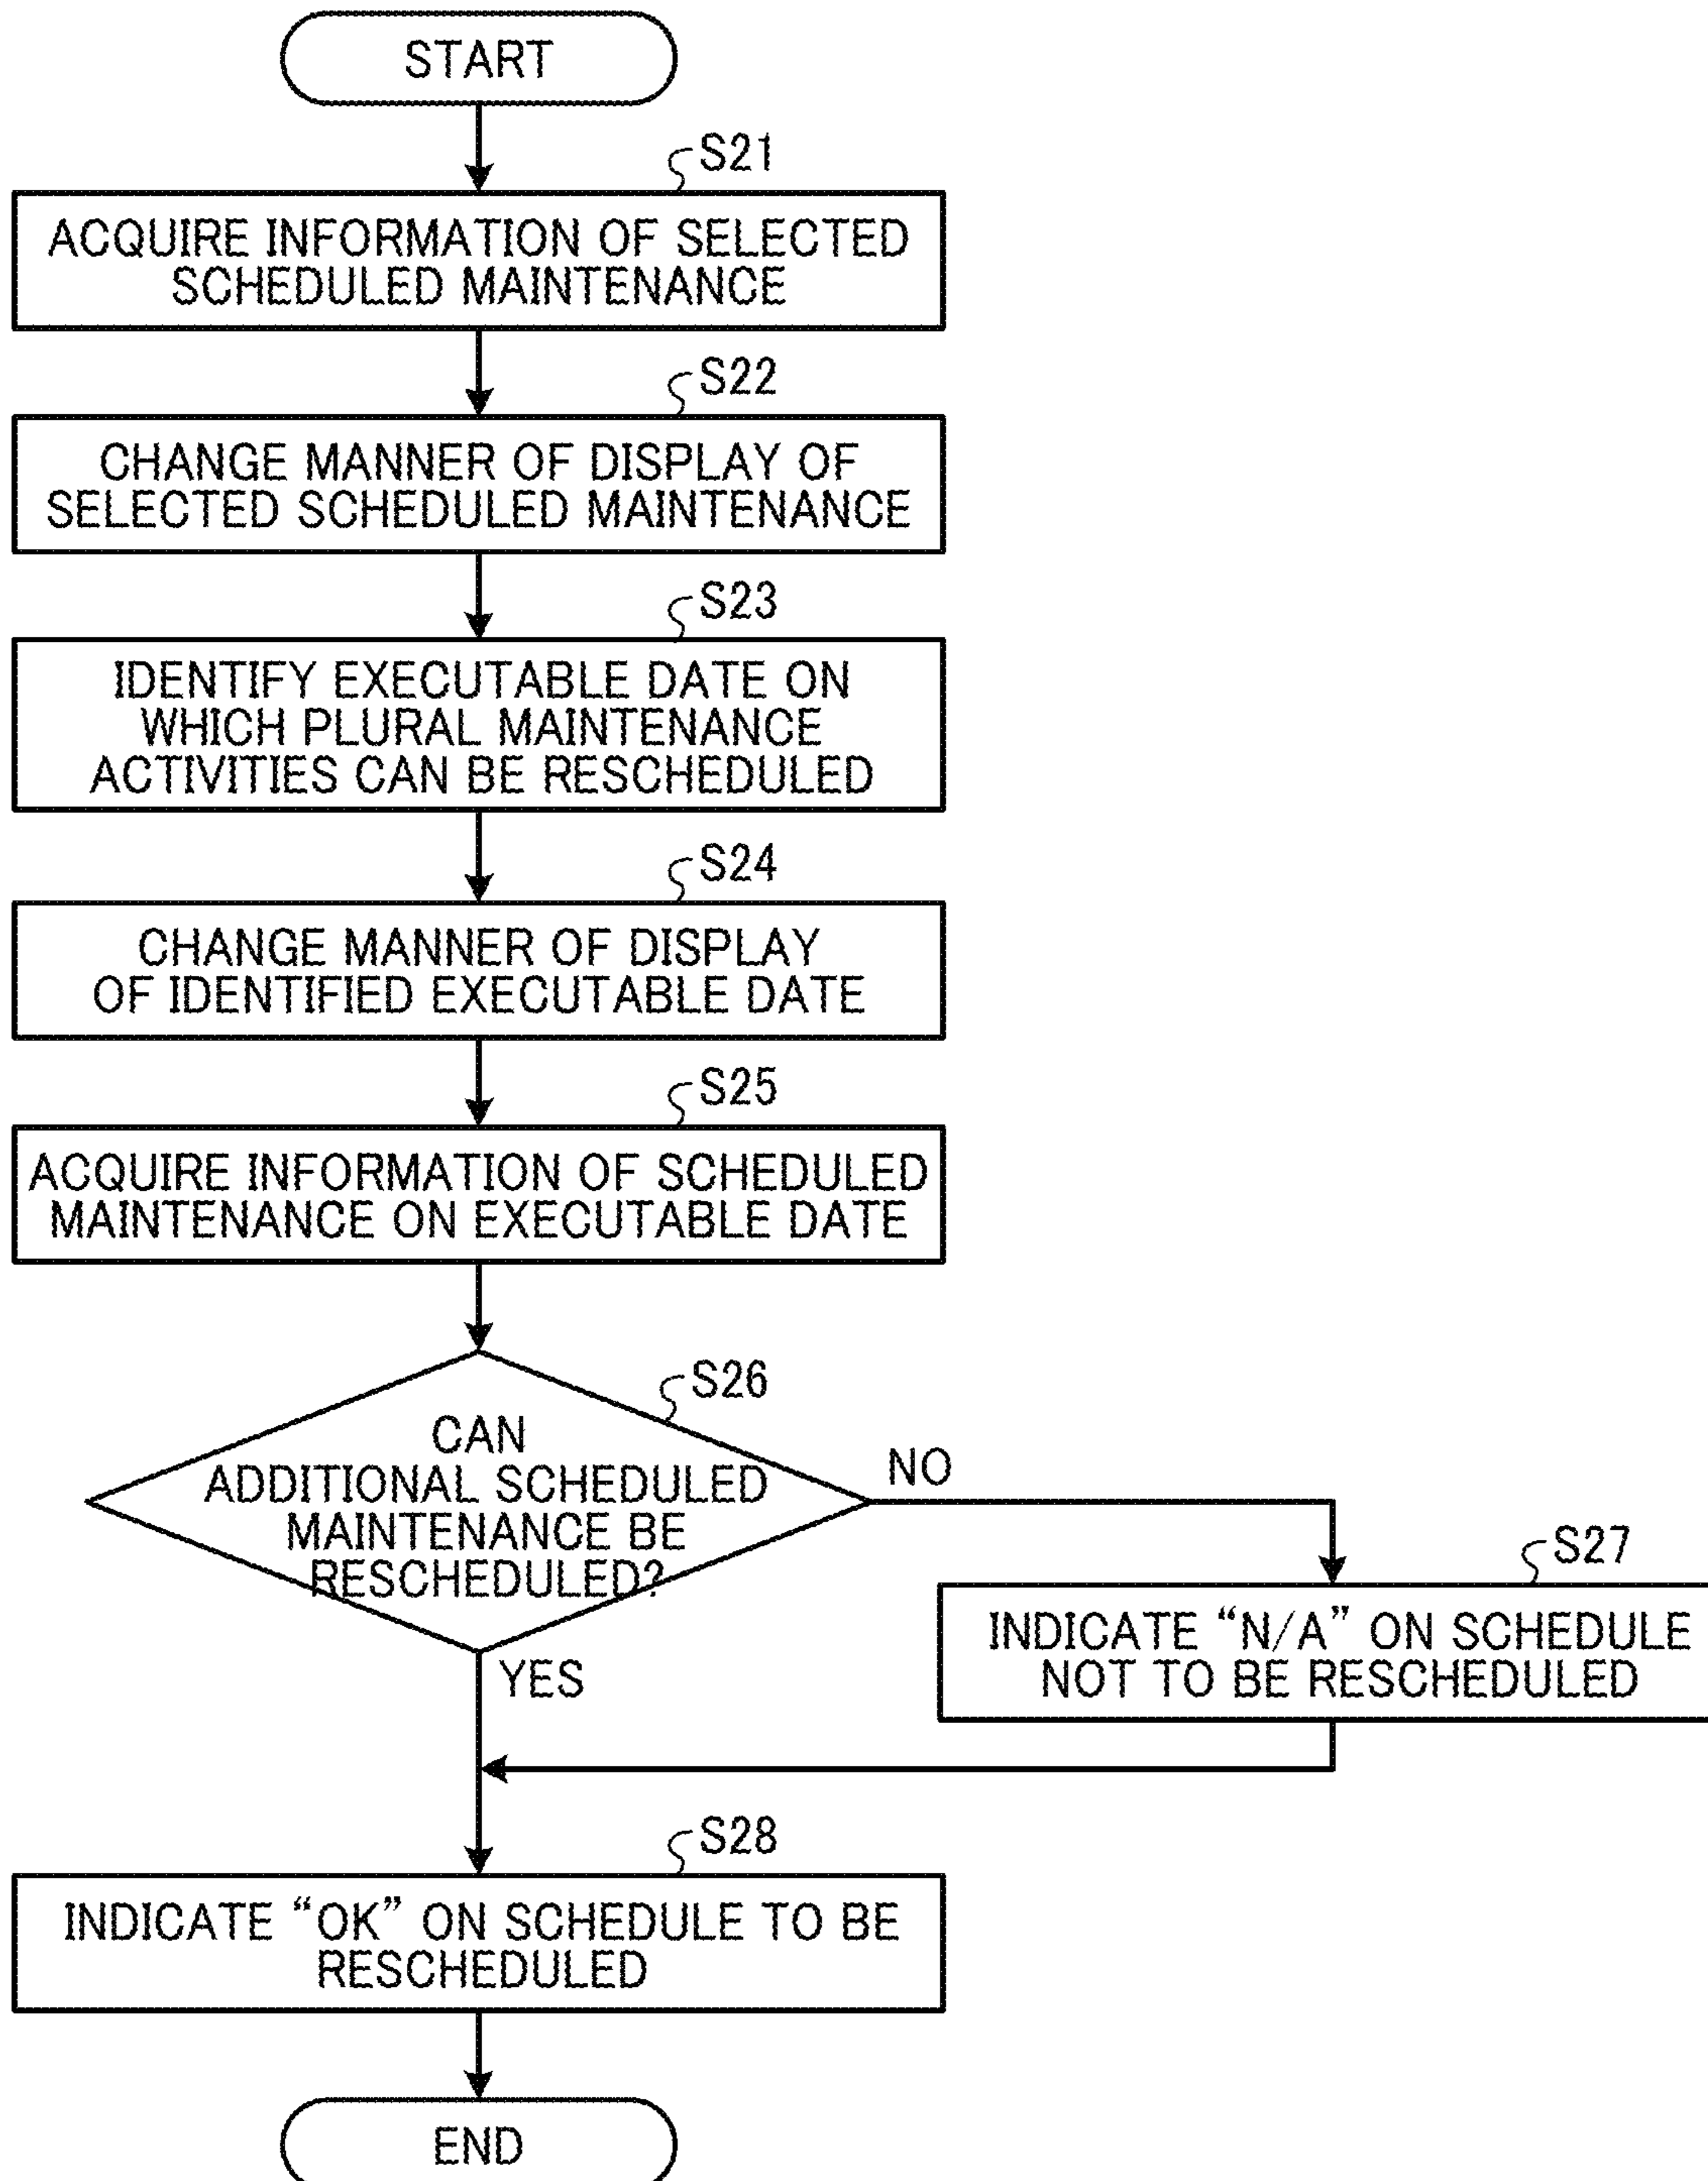 START
S21
ACQUIRE INFORMATION OF SELECTED
SCHEDULED MAINTENANCE
S22
CHANGE MANNER OF DISPLAY OF
SELECTED SCHEDULED MAINTENANCE
S23
IDENTIFY EXECUTABLE DATE ON
WHICH PLURAL MAINTENANCE
ACTIVITIES CAN BE RESCHEDULED
S24
CHANGE MANNER OF DISPLAY
OF IDENTIFIED EXECUTABLE DATE
S25
ACQUIRE INFORMATION OF SCHEDULED
MAINTENANCE ON EXECUTABLE DATE
S26
CAN
ADDITIONAL SCHEDULED
MAINTENANCE BE
RESCHEDULED?
NO
S27
INDICATE “N/A” ON SCHEDULE
NOT TO BE RESCHEDULED
YES
S28
INDICATE “OK” ON SCHEDULE TO BE
RESCHEDULED
END